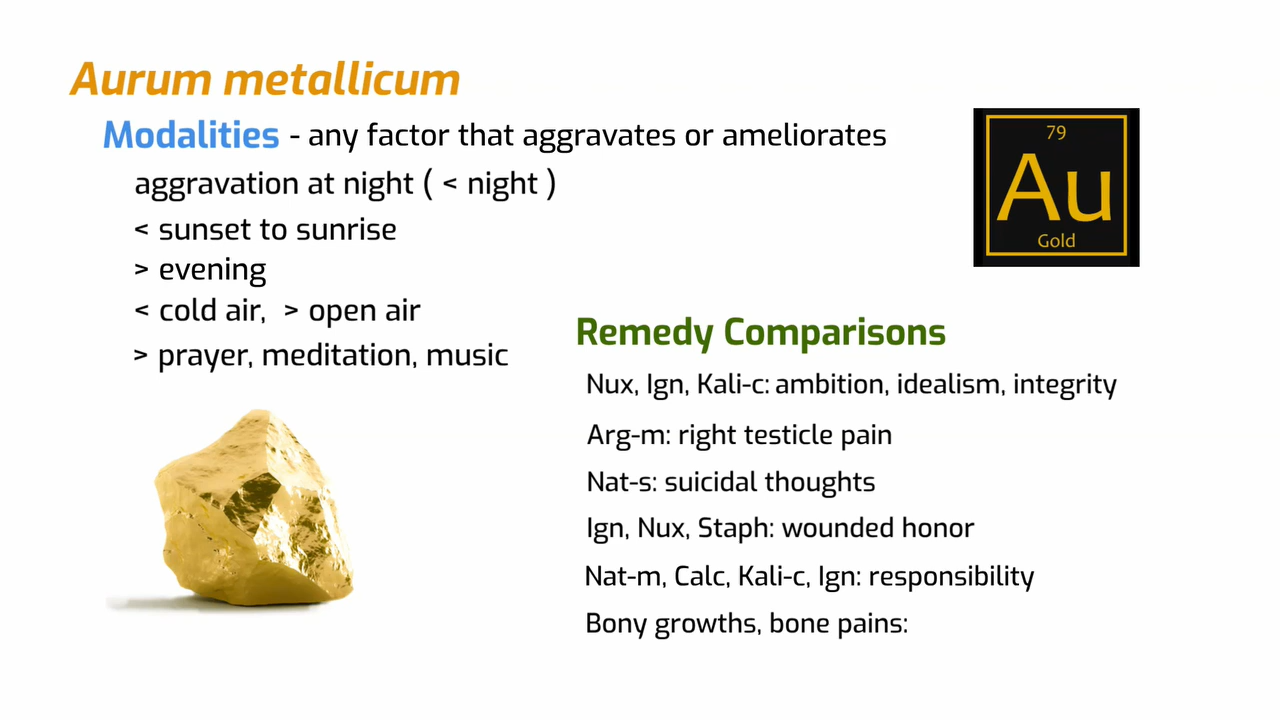 Aurum metallicum
Modalities - any factor that aggravates or ameliorates
aggravation at night ( < night )
< sunset to sunrise
> evening
< cold air, > open air
> prayer, meditation, music
79
Au
Gold
Remedy Comparisons
Nux, Ign, Kali-c: ambition, idealism, integrity
Arg-m: right testicle pain
Nat-s: suicidal thoughts
Ign, Nux, Staph: wounded honor
Nat-m, Calc, Kali-c, Ign: responsibility
Bony growths, bone pains: